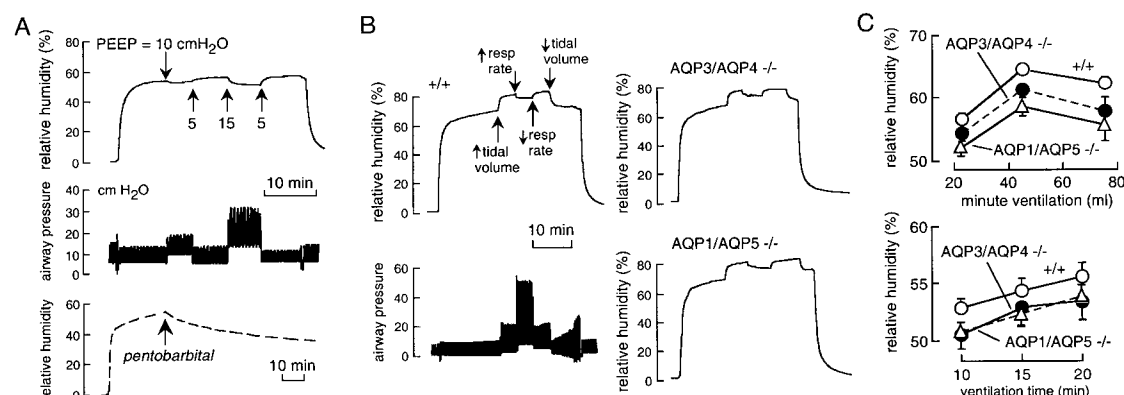 A
relative humidity (%)
80
60
40
20
0
PEEP = 10 cmH₂O
5
15
5
10 min
airway pressure
cm H₂O
40
30
20
10
0
relative humidity
60
40
20
0
pentobarbital
10 min
B
relative humidity (%)
80
60
40
20
0
+/+
↑ resp
rate
↓ tidal
volume
↑ tidal
volume
↓ resp
rate
10 min
airway pressure
60
40
20
0
relative humidity (%)
80
60
40
20
0
AQP3/AQP4 -/-
relative humidity (%)
80
60
40
20
0
AQP1/AQP5 -/-
10 min
C
relative humidity (%)
70
60
50
AQP3/AQP4 -/-
+/+
AQP1/AQP5 -/-
20 40 60 80
minute ventilation (ml)
relative humidity (%)
60
55
50
AQP3/AQP4 -/-
+/+
AQP1/AQP5 -/-
10 15 20
ventilation time (min)